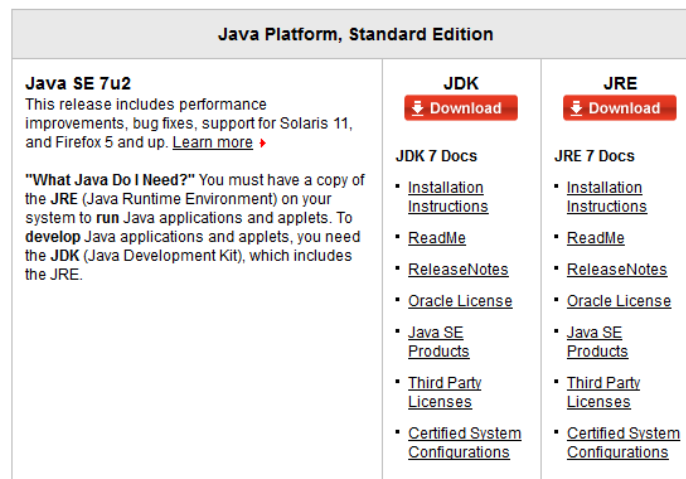 Java Platform, Standard Edition
Java SE 7u2
This release includes performance
improvements, bug fixes, support for Solaris 11,
and Firefox 5 and up. Learn more
"What Java Do I Need?" You must have a copy of
the JRE (Java Runtime Environment) on your
system to run Java applications and applets. To
develop Java applications and applets, you need
the JDK (Java Development Kit), which includes
the JRE.
JDK
Download
JDK 7 Docs
Installation
Instructions
ReadMe
ReleaseNotes
Oracle License
Java SE
Products
Third Party
Licenses
Certified System
Configurations
JRE
Download
JRE 7 Docs
Installation
Instructions
ReadMe
ReleaseNotes
Oracle License
Java SE
Products
Third Party
Licenses
Certified System
Configurations